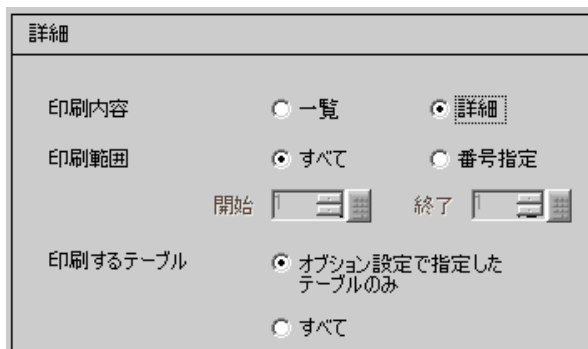 詳細
印刷内容 一覧 詳細
印刷範囲 すべて 番号指定
開始 1 終了 1
印刷するテーブル オプション設定で指定した
テーブルのみ
すべて